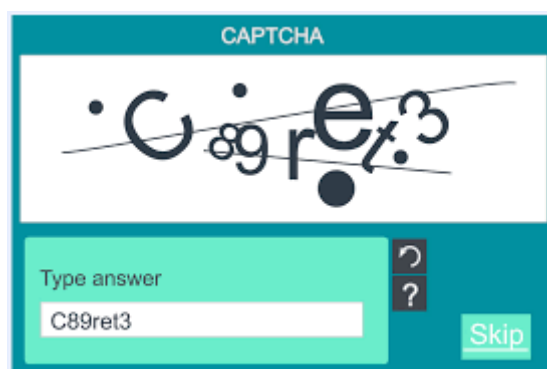 CAPTCHA
C89ret3
Type answer
C89ret3
?
Skip